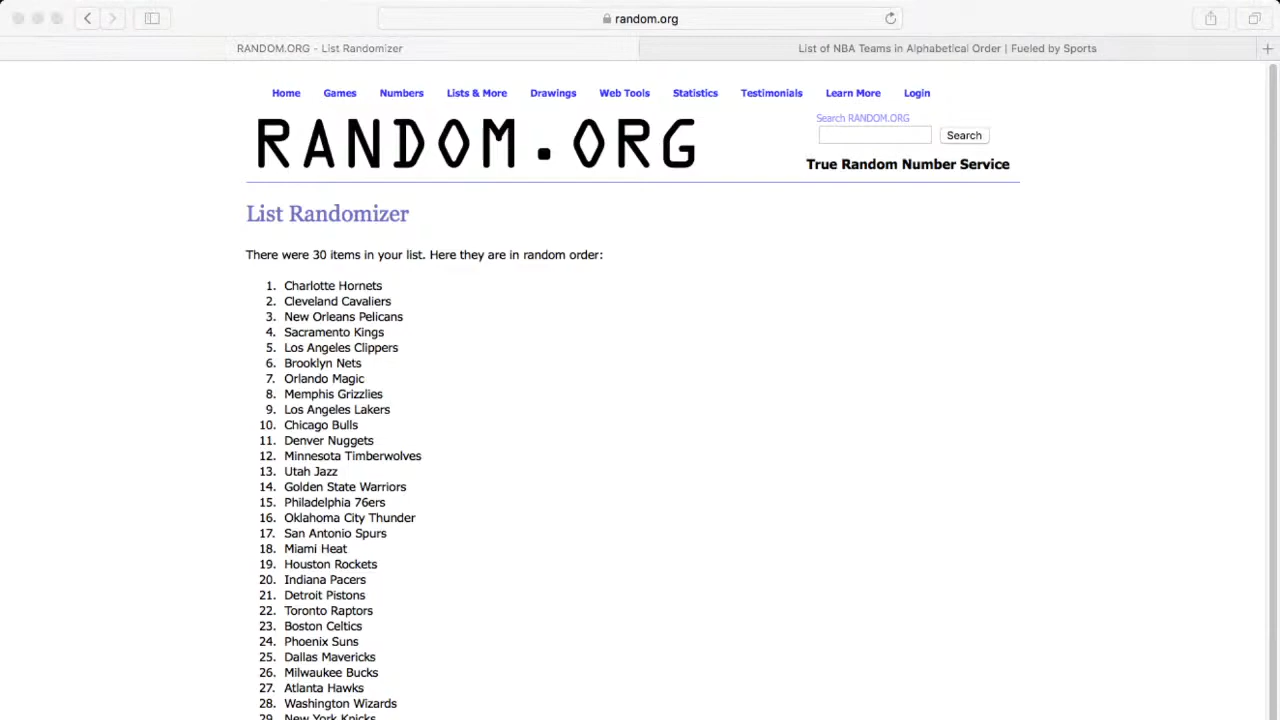 random.org
RANDOM.ORG - List Randomizer
List of NBA Teams in Alphabetical Order | Fueled by Sports
Home Games Numbers Lists & More Drawings Web Tools Statistics Testimonials Learn More Login
RANDOM.ORG
Search RANDOM.ORG
Search
True Random Number Service
List Randomizer
There were 30 items in your list. Here they are in random order:
1. Charlotte Hornets
2. Cleveland Cavaliers
3. New Orleans Pelicans
4. Sacramento Kings
5. Los Angeles Clippers
6. Brooklyn Nets
7. Orlando Magic
8. Memphis Grizzlies
9. Los Angeles Lakers
10. Chicago Bulls
11. Denver Nuggets
12. Minnesota Timberwolves
13. Utah Jazz
14. Golden State Warriors
15. Philadelphia 76ers
16. Oklahoma City Thunder
17. San Antonio Spurs
18. Miami Heat
19. Houston Rockets
20. Indiana Pacers
21. Detroit Pistons
22. Toronto Raptors
23. Boston Celtics
24. Phoenix Suns
25. Dallas Mavericks
26. Milwaukee Bucks
27. Atlanta Hawks
28. Washington Wizards
29. New York Knicks